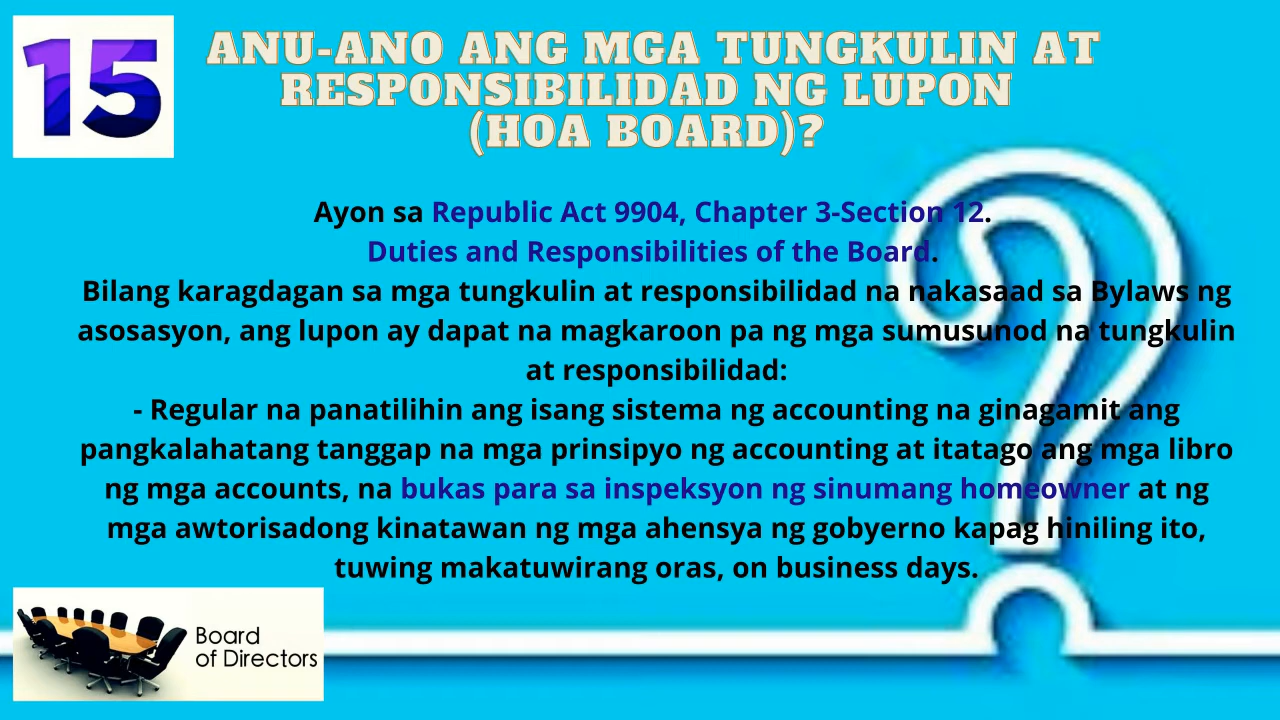 15
ANU-ANO ANG MGA TUNGKULIN AT
RESPONSIBILIDAD NG LUPON
(HOA BOARD)?
Ayon sa Republic Act 9904, Chapter 3-Section 12.
Duties and Responsibilities of the Board.
Bilang karagdagan sa mga tungkulin at responsibilidad na nakasaad sa Bylaws ng
asosasyon, ang lupon ay dapat na magkaroon pa ng mga sumusunod na tungkulin
at responsibilidad:
- Regular na panatilihin ang isang sistema ng accounting na ginagamit ang
pangkalahatang tanggap na mga prinsipyo ng accounting at itatago ang mga libro
ng mga accounts, na bukas para sa inspeksyon ng sinumang homeowner at ng
mga awtorisadong kinatawan ng mga ahensya ng gobyerno kapag hiniling ito,
tuwing makatuwirang oras, on business days.
Board
of Directors